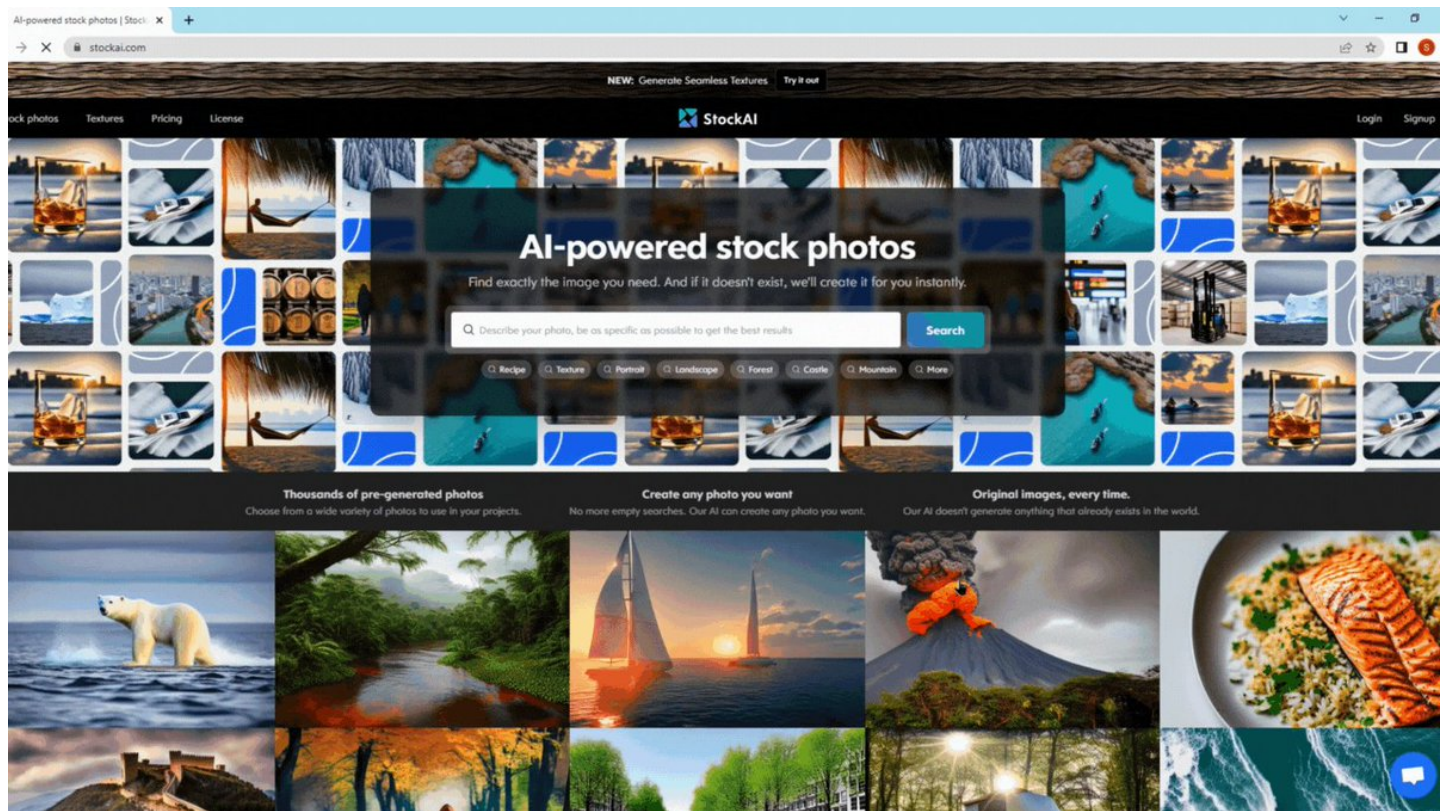 AI-powered stock photos | Stock
stockai.com
S
NEW: Generate Seamless Textures Try it out
ock photos Textures Pricing License
StockAI
Login Signup
AI-powered stock photos
Find exactly the image you need. And if it doesn't exist, we'll create it for you instantly.
Describe your photo, be as specific as possible to get the best results
Search
Recipe Texture Portrait Landscape Forest Castle Mountain More
Thousands of pre-generated photos
Choose from a wide variety of photos to use in your projects.
Create any photo you want
No more empty searches. Our AI can create any photo you want.
Original images, every time.
Our AI doesn't generate anything that already exists in the world.